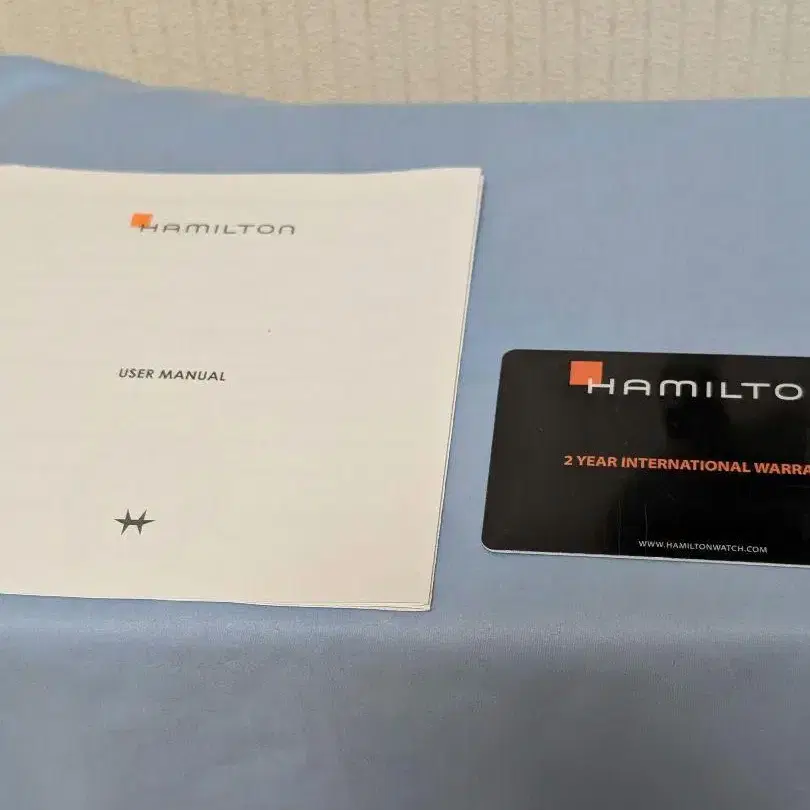 HAMILTON
USER MANUAL
HAMILTO
2 YEAR INTERNATIONAL WARRA
WWW.HAMILTONWATCH.COM